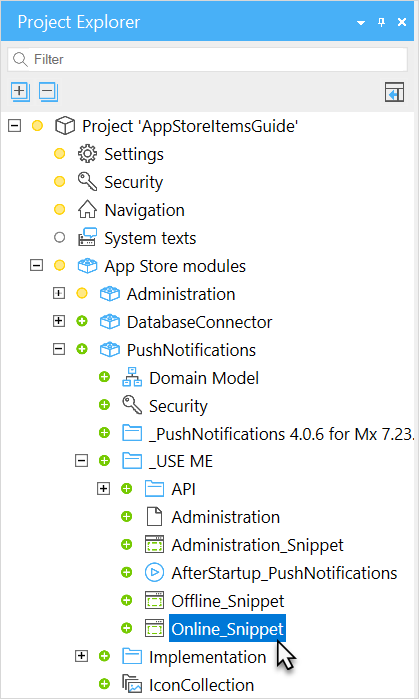 Project Explorer
Filter
Project 'AppStoreItemsGuide'
Settings
Security
Navigation
System texts
App Store modules
Administration
DatabaseConnector
PushNotifications
Domain Model
Security
_PushNotifications 4.0.6 for Mx 7.23.
_USE ME
API
Administration
Administration_Snippet
AfterStartup_PushNotifications
Offline_Snippet
Online_Snippet
Implementation
IconCollection